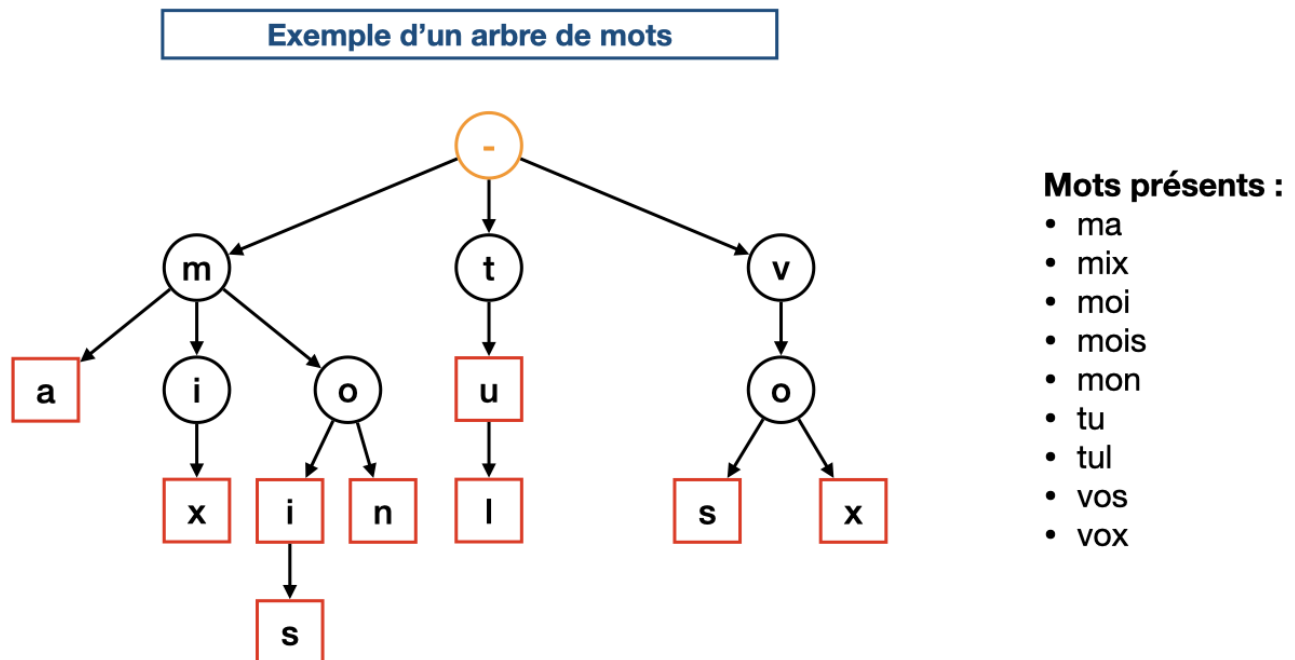 Exemple d'un arbre de mots
-
m t v
a i o u o
x i n l s x
s
Mots présents :
• ma
• mix
• moi
• mois
• mon
• tu
• tul
• vos
• vox